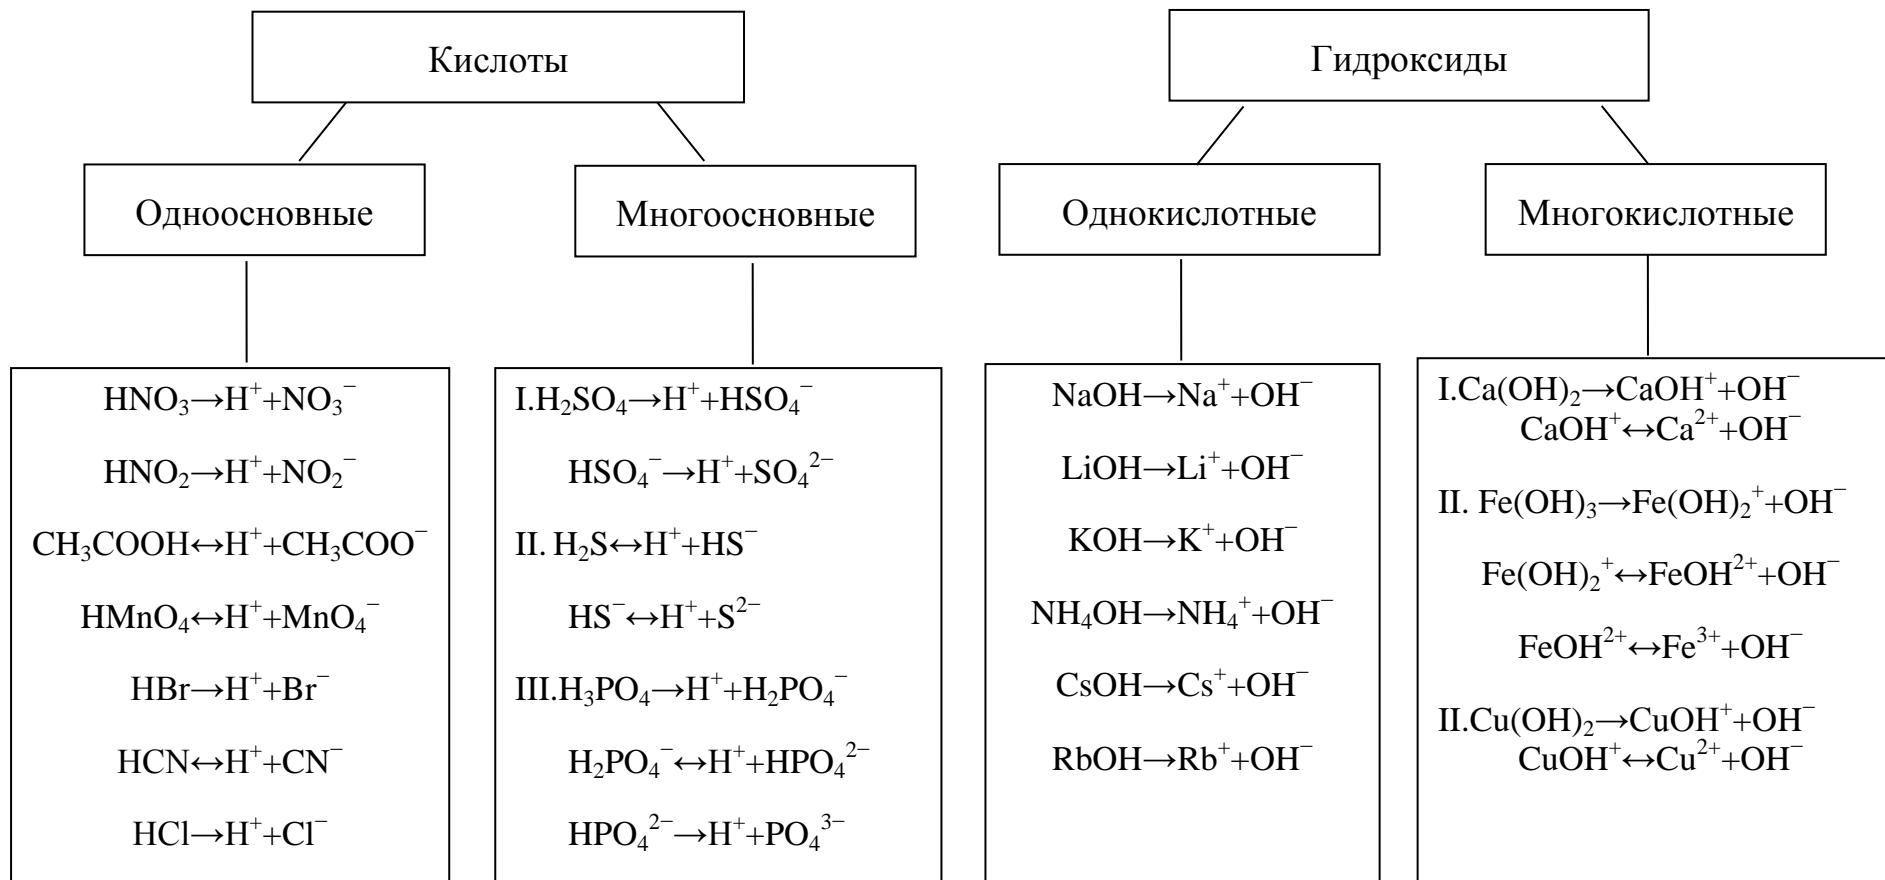 Кислоты
Одноосновные
HNO₃→H⁺+NO₃⁻
HNO₂→H⁺+NO₂⁻
CH₃COOH↔H⁺+CH₃COO⁻
HMnO₄↔H⁺+MnO₄⁻
HBr→H⁺+Br⁻
HCN↔H⁺+CN⁻
HCl→H⁺+Cl⁻
Многоосновные
I.H₂SO₄→H⁺+HSO₄⁻
HSO₄⁻→H⁺+SO₄²⁻
II. H₂S↔H⁺+HS⁻
HS⁻↔H⁺+S²⁻
III.H₃PO₄→H⁺+H₂PO₄⁻
H₂PO₄⁻↔H⁺+HPO₄²⁻
HPO₄²⁻→H⁺+PO₄³⁻
Гидроксиды
Однокислотные
NaOH→Na⁺+OH⁻
LiOH→Li⁺+OH⁻
KOH→K⁺+OH⁻
NH₄OH→NH₄⁺+OH⁻
CsOH→Cs⁺+OH⁻
RbOH→Rb⁺+OH⁻
Многокислотные
I.Ca(OH)₂→CaOH⁺+OH⁻
CaOH⁺↔Ca²⁺+OH⁻
II. Fe(OH)₃→Fe(OH)₂⁺+OH⁻
Fe(OH)₂⁺↔FeOH²⁺+OH⁻
FeOH²⁺↔Fe³⁺+OH⁻
II.Cu(OH)₂→CuOH⁺+OH⁻
CuOH⁺↔Cu²⁺+OH⁻